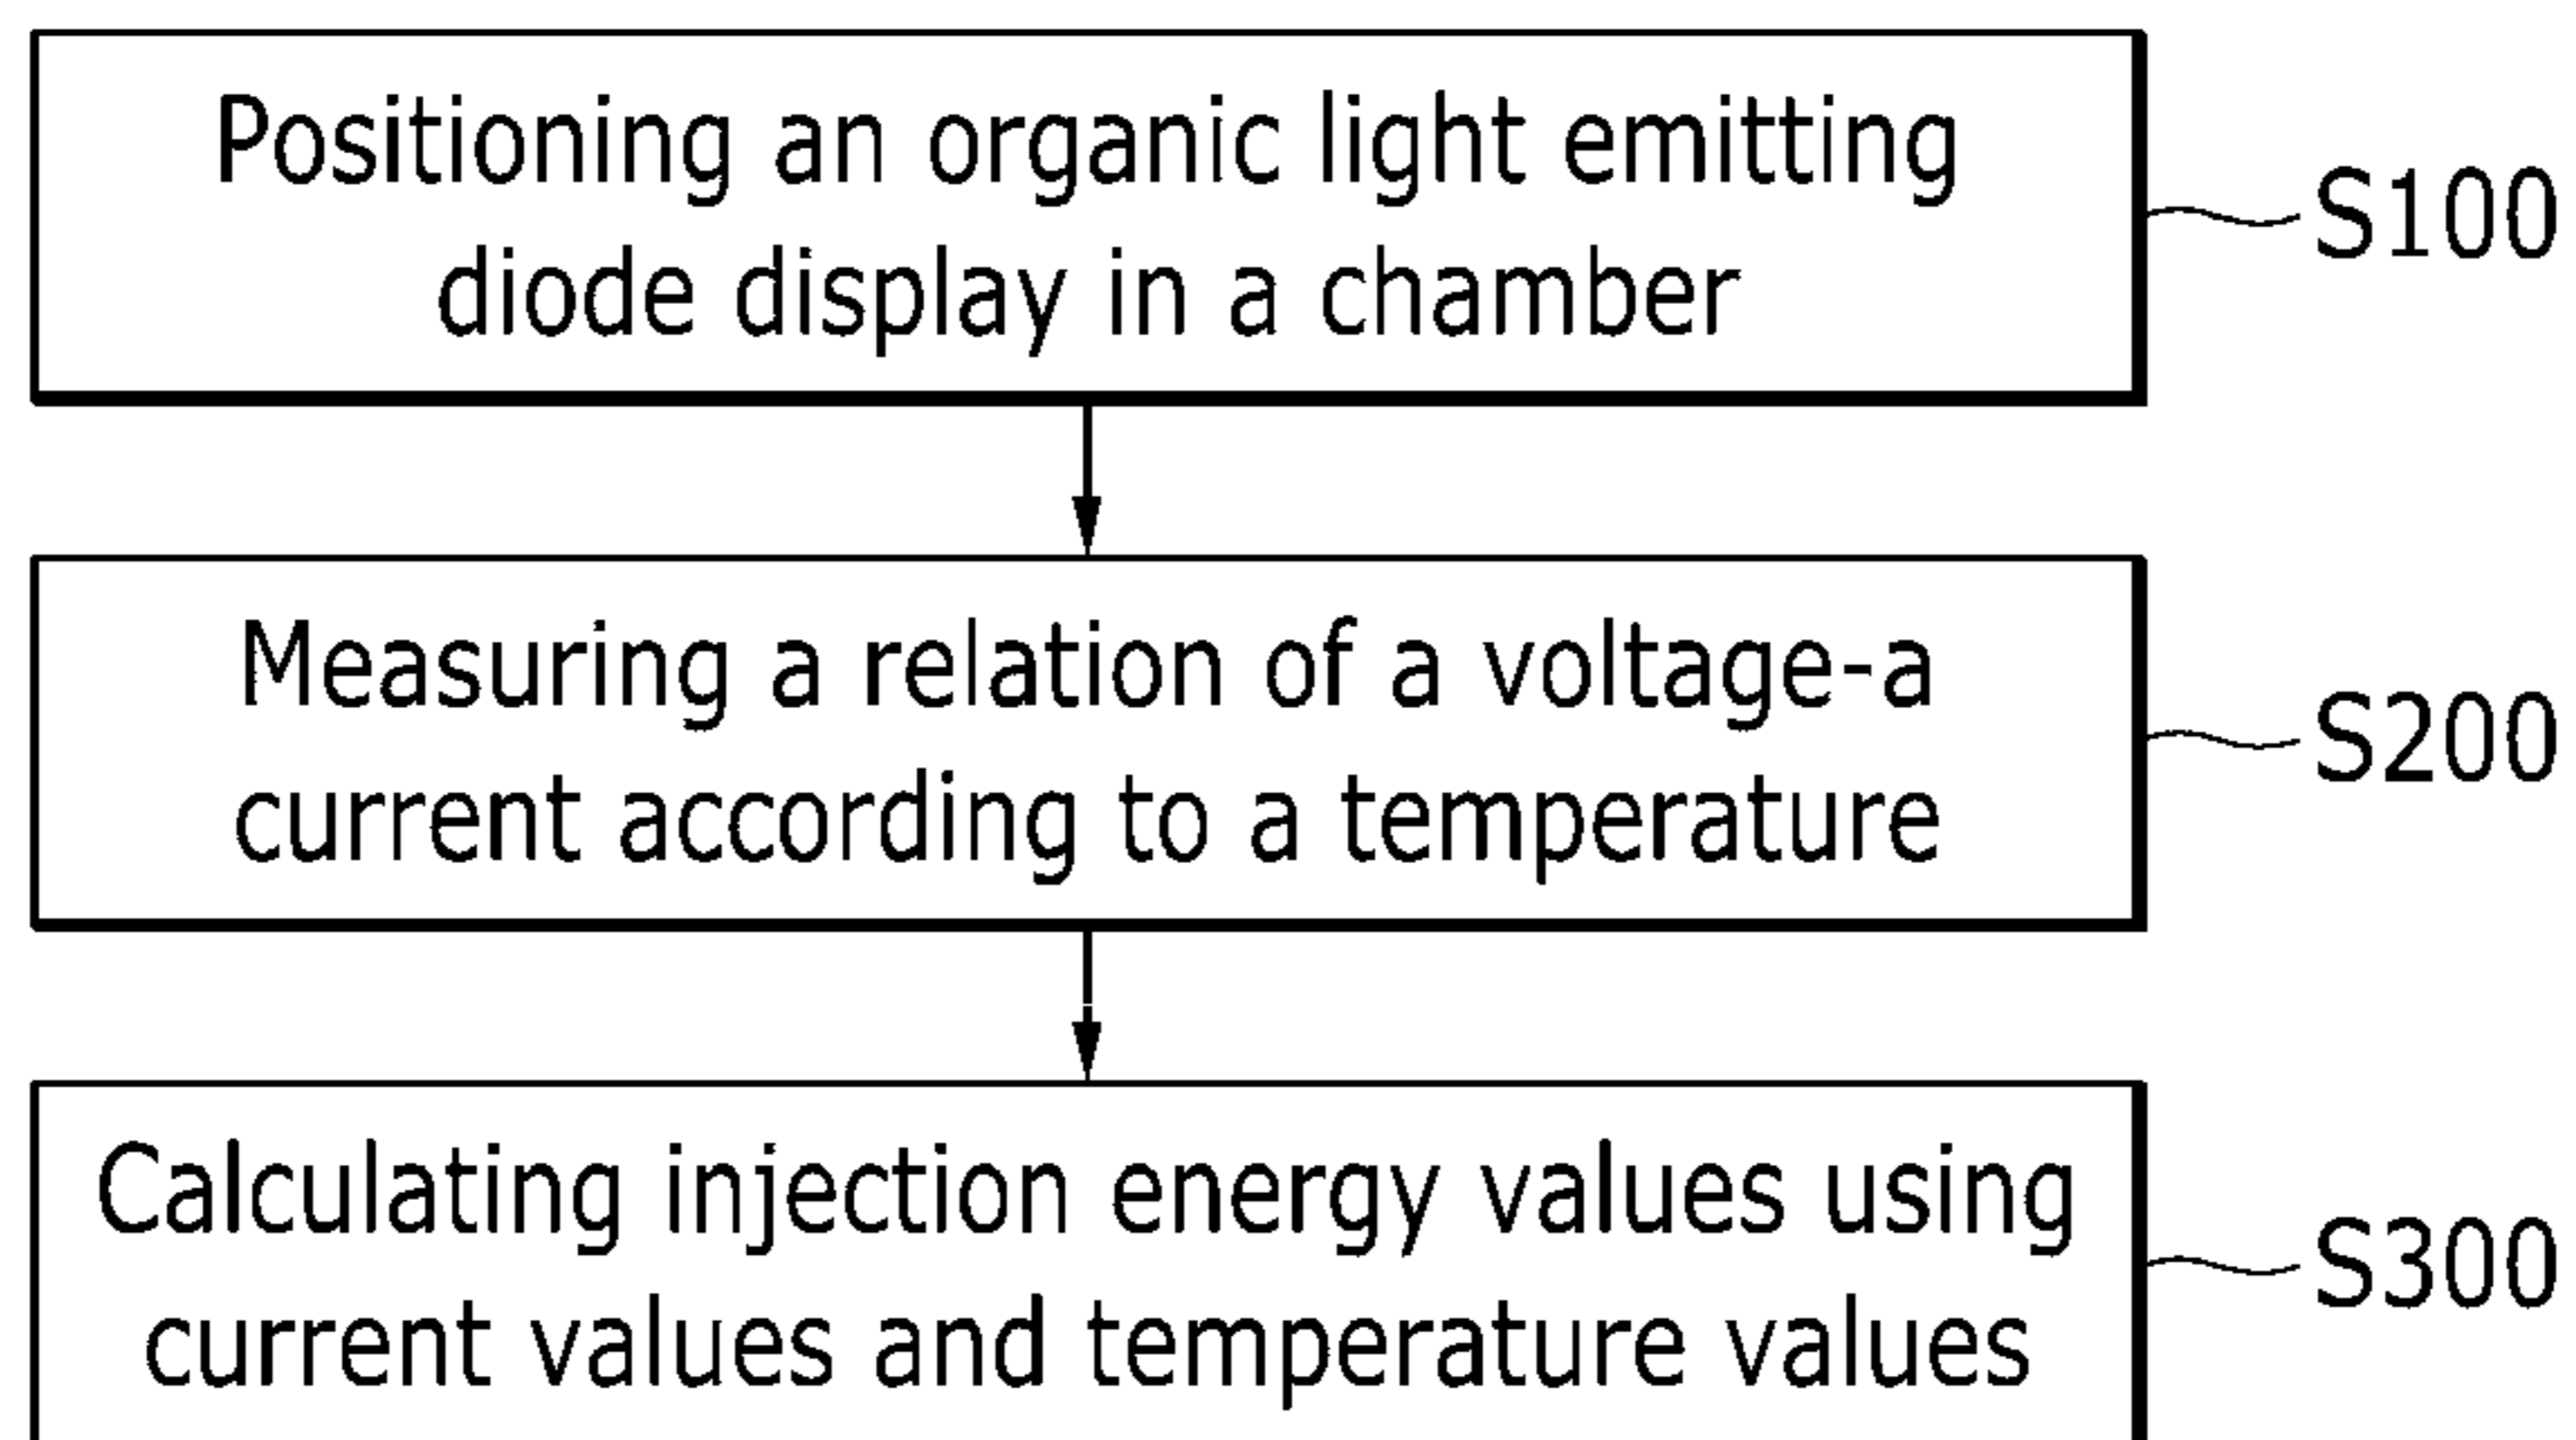 Positioning an organic light emitting
diode display in a chamber
S100
Measuring a relation of a voltage-a
current according to a temperature
S200
Calculating injection energy values using
current values and temperature values
S300